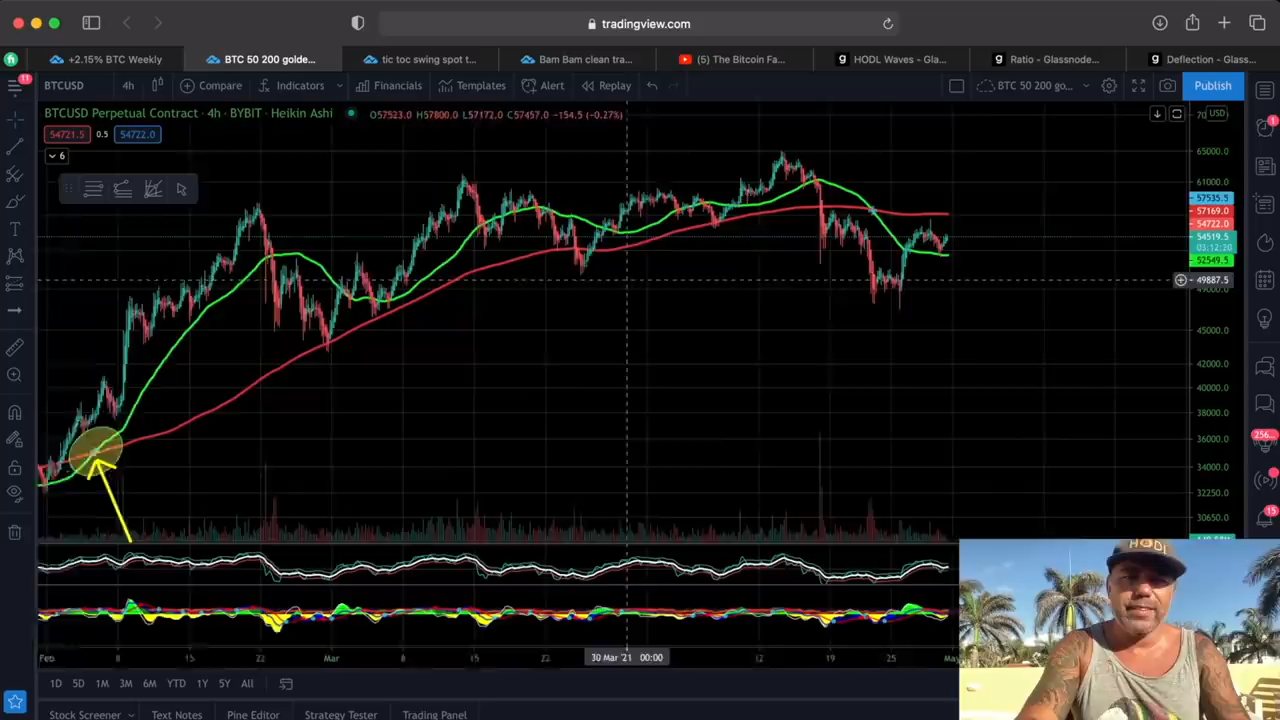 tradingview.com
+2.15% BTC Weekly
BTC 50 200 golde...
tic toc swing spot t...
Bam Bam clean tra...
(5) The Bitcoin Fa...
HODL Waves - Gla...
Ratio - Glassnode...
Deflection - Glass...
11
BTCUSD
4h
Compare
Indicators
Financials
Templates
Alert
Replay
BTC 50 200 go...
Publish
BTCUSD Perpetual Contract · 4h · BYBIT · Heikin Ashi
O57523.0 H57800.0 L57172.0 C57457.0 −154.5 (−0.27%)
USD
54721.5
0.5
54722.0
6
65000.0
61000.0
57535.5
57169.0
54722.0
54519.5
03:12:20
52549.5
49887.5
49000.0
45000.0
42000.0
40000.0
38000.0
36000.0
34000.0
32250.0
30650.0
1
256...
15
HODL
Feb
8
22
Mar
8
15
22
30 Mar '21 00:00
12
19
25
May
1D
5D
1M
3M
6M
YTD
1Y
5Y
All
Stock Screener
Text Notes
Pine Editor
Strategy Tester
Trading Panel